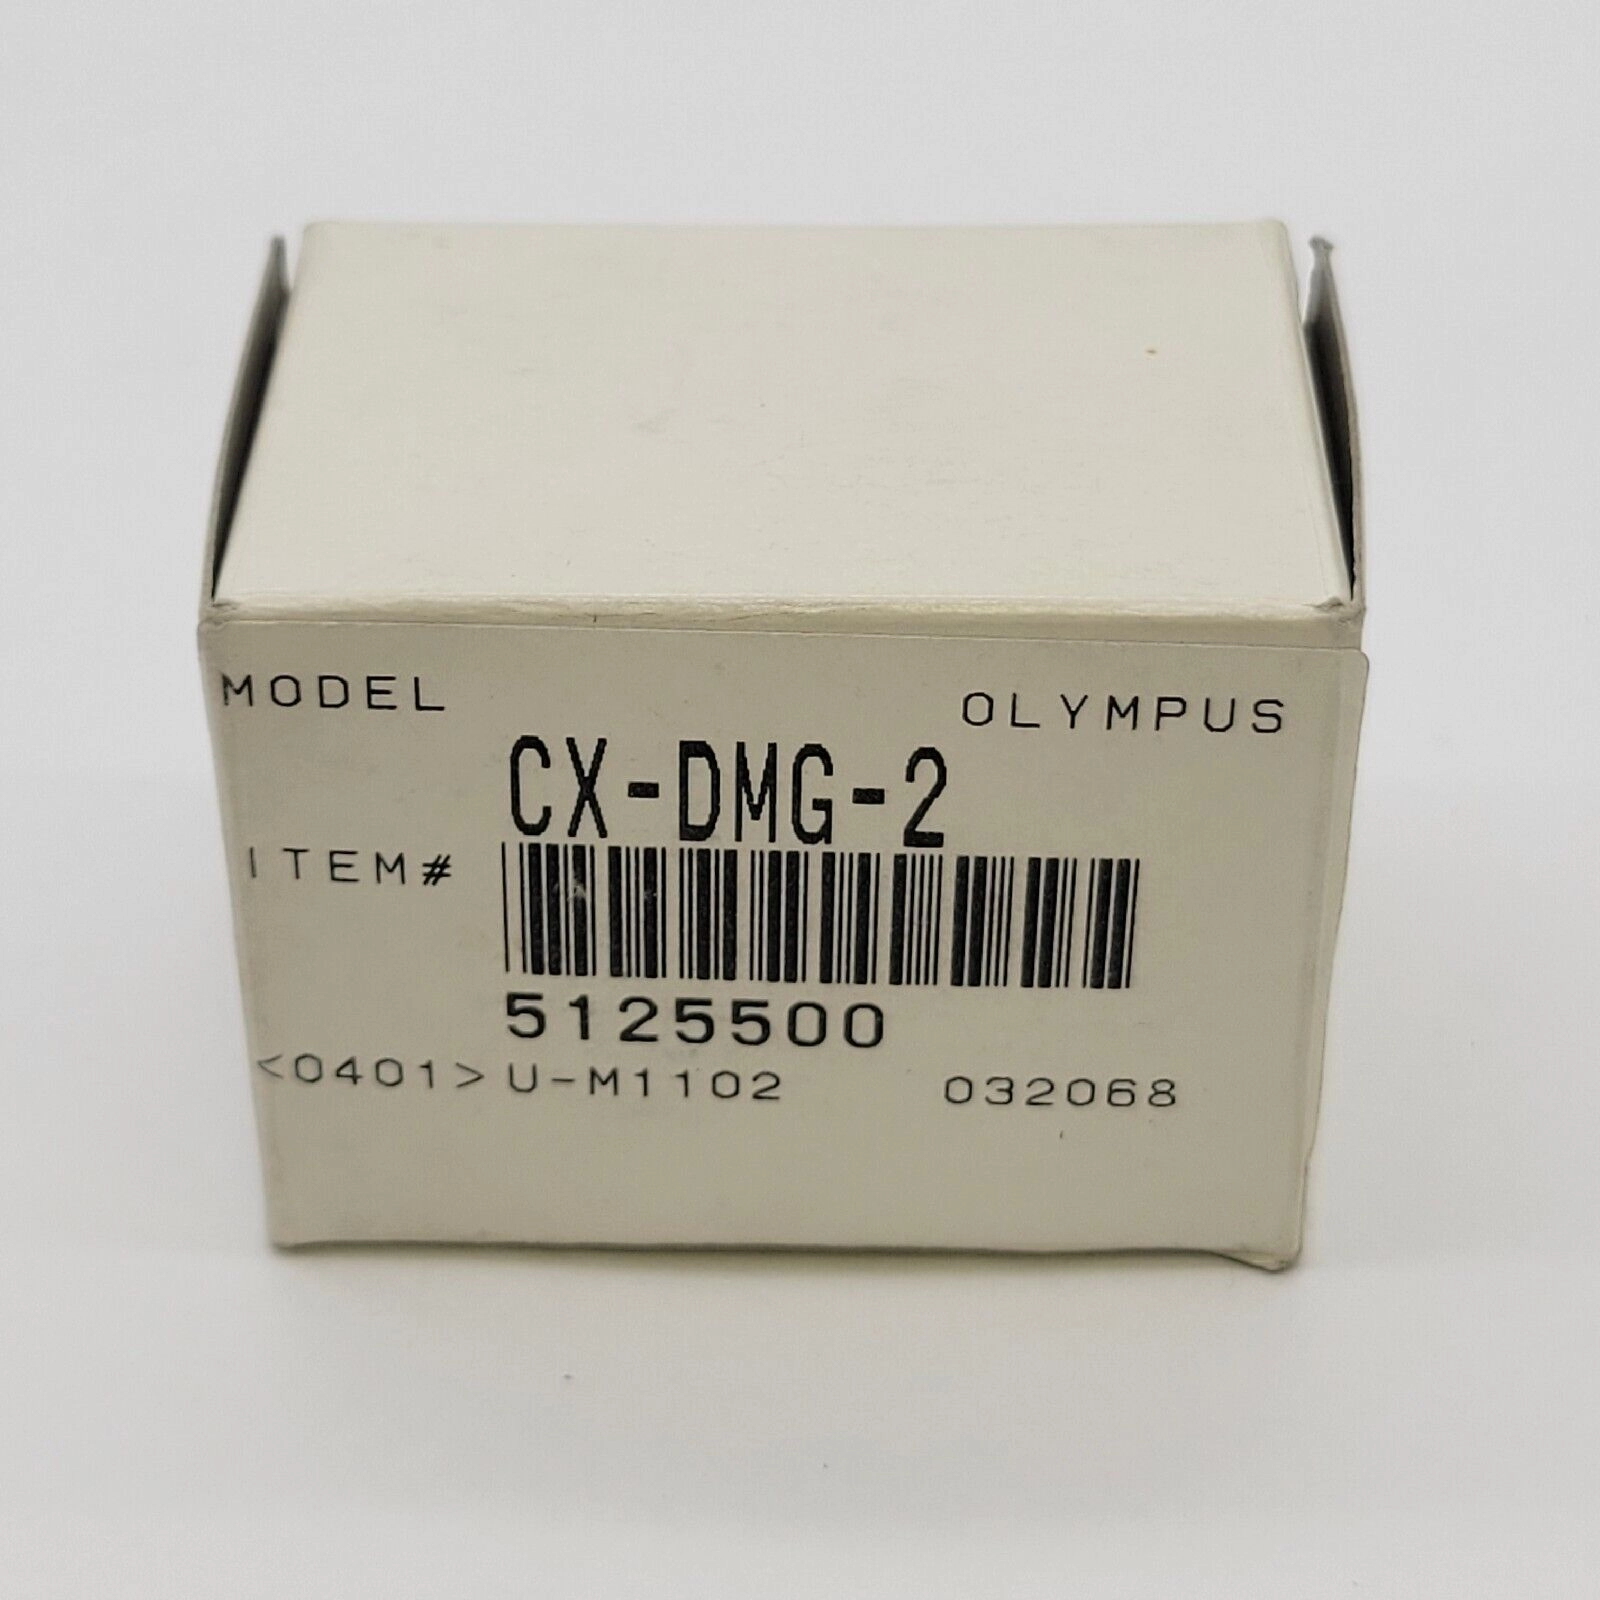 MODEL OLYMPUS
CX-DMG-2
ITEM#
5125500
<0401> U-M1102 032068